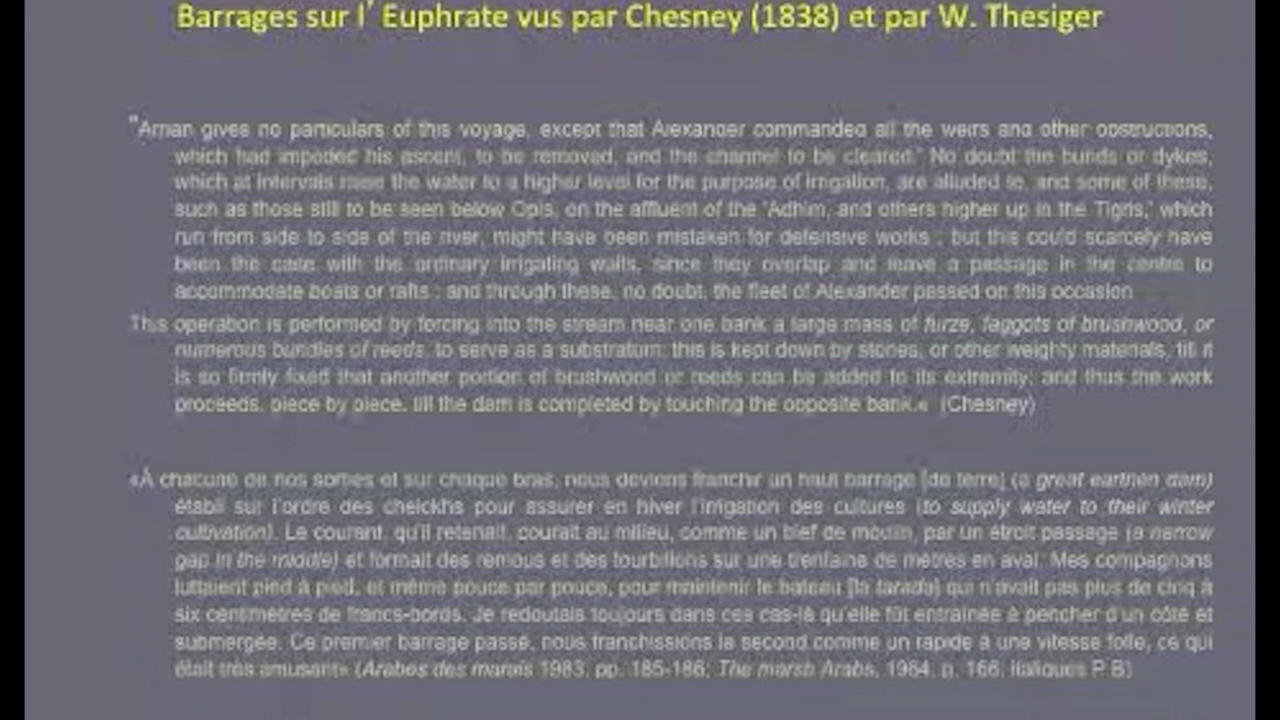 Barrages sur l’ Euphrate vus par Chesney (1838) et par W. Thesiger
"Arrian gives no particulars of this voyage, except that Alexander commanded all the weirs and other obstructions,
which had impeded his ascent, to be removed, and the channel to be cleared.' No doubt the bunds or dykes,
which at intervals raise the water to a higher level for the purpose of irrigation, are alluded to, and some of these,
such as those still to be seen below Opis, on the affluent of the 'Adhim, and others higher up in the Tigris,' which
run from side to side of the river, might have been mistaken for defensive works ; but this could scarcely have
been the case with the ordinary irrigating walls, since they overlap and leave a passage in the centre to
accommodate boats or rafts ; and through these, no doubt, the fleet of Alexander passed on this occasion
This operation is performed by forcing into the stream near one bank a large mass of furze, faggots of brushwood, or
numerous bundles of reeds, to serve as a substratum; this is kept down by stones, or other weighty materials, till it
is so firmly fixed that another portion of brushwood or reeds can be added to its extremity; and thus the work
proceeds, piece by piece, till the dam is completed by touching the opposite bank.« (Chesney)
«À chacune de nos sorties et sur chaque bras, nous devions franchir un haut barrage [de terre] (a great earthen dam)
établi sur l'ordre des cheickhs pour assurer en hiver l'irrigation des cultures (to supply water to their winter
cultivation). Le courant, qu'il retenait, courait au milieu, comme un bief de moulin, par un étroit passage (a narrow
gap in the middle) et formait des remous et des tourbillons sur une trentaine de mètres en aval. Mes compagnons
luttaient pied à pied, et même pouce par pouce, pour maintenir le bateau [la tarada] qui n'avait pas plus de cinq à
six centimètres de francs-bords. Je redoutais toujours dans ces cas-là qu'elle fût entraînée à pencher d'un côté et
submergée. Ce premier barrage passé, nous franchissions le second comme un rapide à une vitesse folle, ce qui
était très amusant» (Arabes des marais 1983, pp. 185-186; The marsh Arabs, 1964, p. 166, italiques P.B)